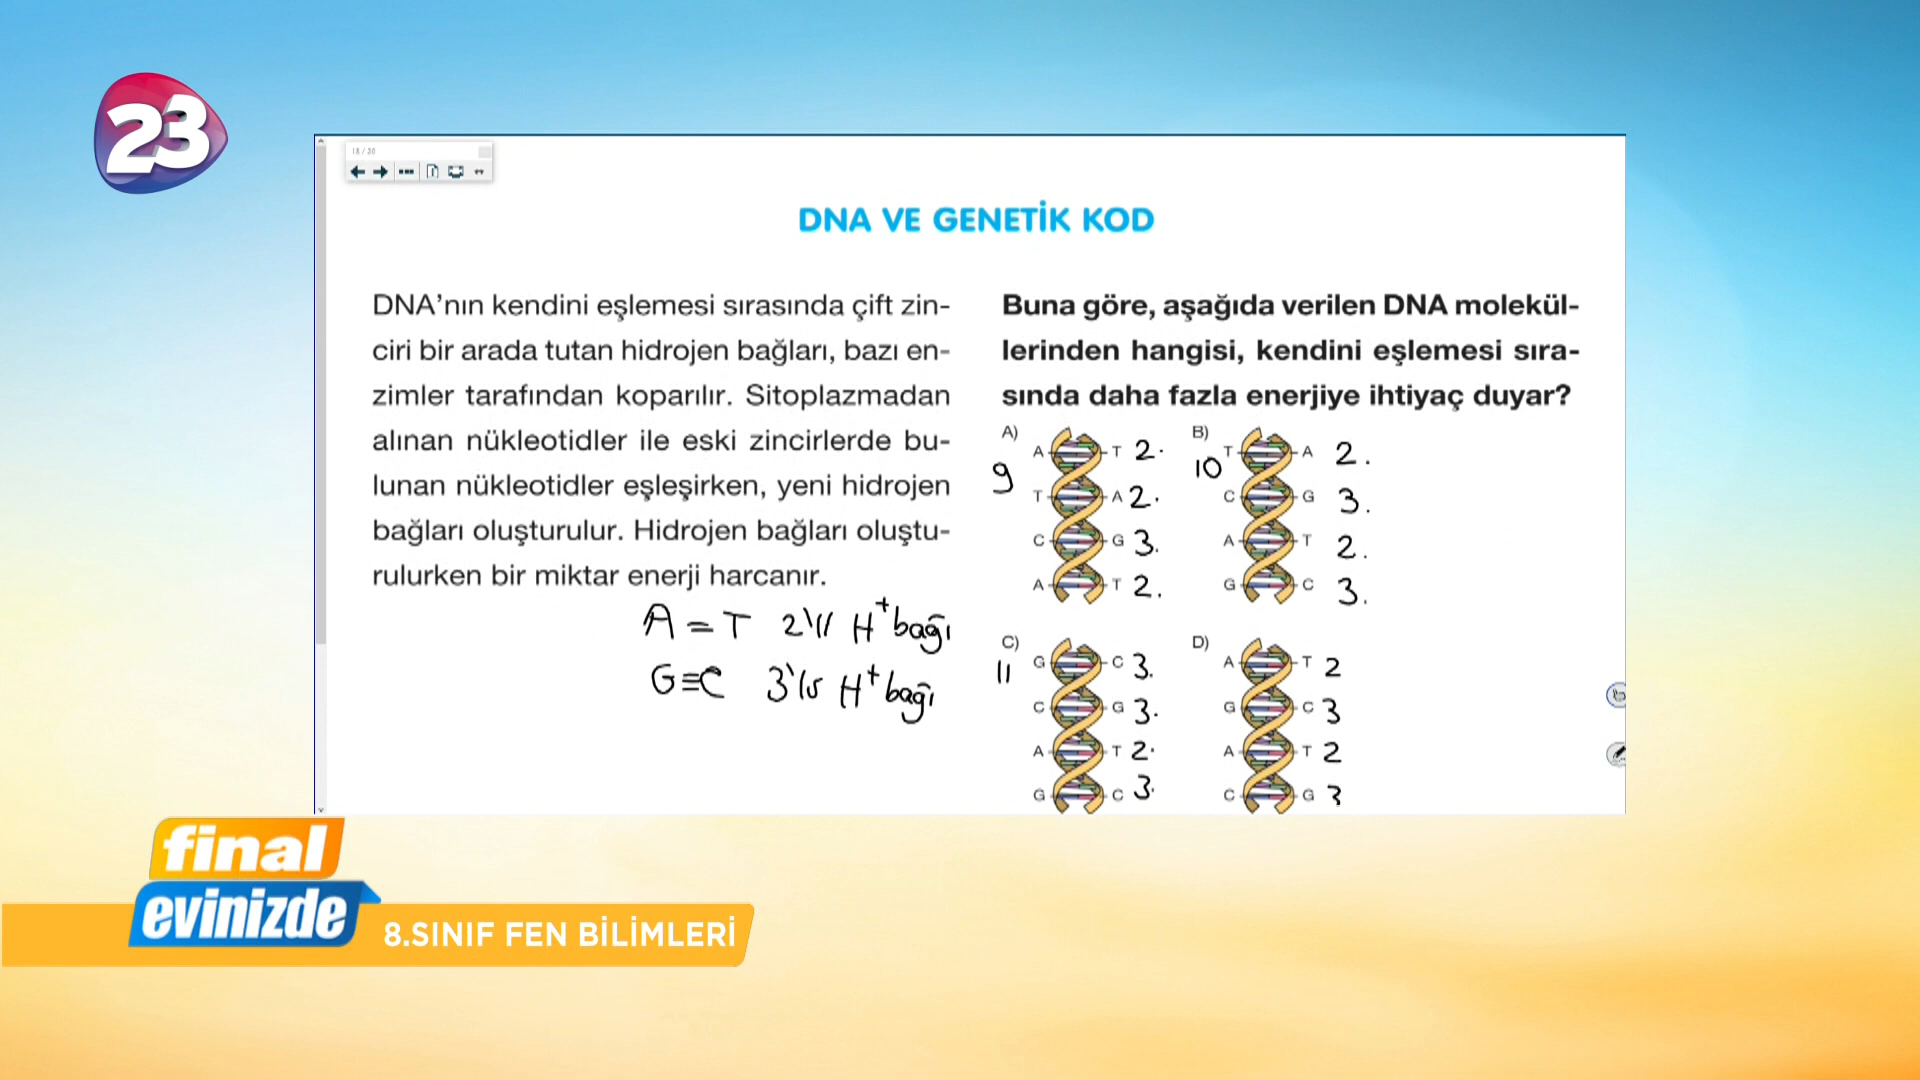 23
18 / 30
DNA VE GENETİK KOD
DNA’nın kendini eşlemesi sırasında çift zin-
ciri bir arada tutan hidrojen bağları, bazı en-
zimler tarafından koparılır. Sitoplazmadan
alınan nükleotidler ile eski zincirlerde bu-
lunan nükleotidler eşleşirken, yeni hidrojen
bağları oluşturulur. Hidrojen bağları oluştu-
rulurken bir miktar enerji harcanır.
A = T 2'li H+ bağı
G≡C 3'lü H+ bağı
Buna göre, aşağıda verilen DNA molekül-
lerinden hangisi, kendini eşlemesi sıra-
sında daha fazla enerjiye ihtiyaç duyar?
A)
9
A T 2.
T A 2.
C G 3.
A T 2.
B)
10
T A 2.
C G 3.
A T 2.
G C 3.
C)
11
G C 3.
C G 3.
A T 2.
G C 3.
D)
A T 2
G C 3
A T 2
C G 3
final
evinizde
8.SINIF FEN BİLİMLERİ